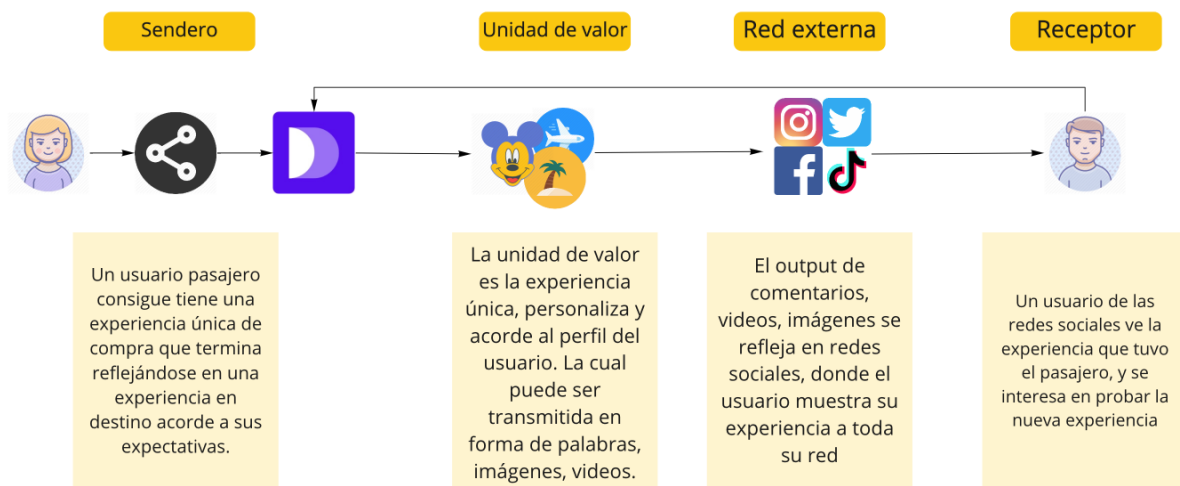 Sendero
Unidad de valor
Red externa
Receptor
Un usuario pasajero
consigue tiene una
experiencia única de
compra que termina
reflejándose en una
experiencia en
destino acorde a sus
expectativas.
La unidad de valor
es la experiencia
única, personaliza y
acorde al perfil del
usuario. La cual
puede ser
transmitida en
forma de palabras,
imágenes, videos.
El output de
comentarios,
videos, imágenes se
refleja en redes
sociales, donde el
usuario muestra su
experiencia a toda
su red
Un usuario de las
redes sociales ve la
experiencia que tuvo
el pasajero, y se
interesa en probar la
nueva experiencia